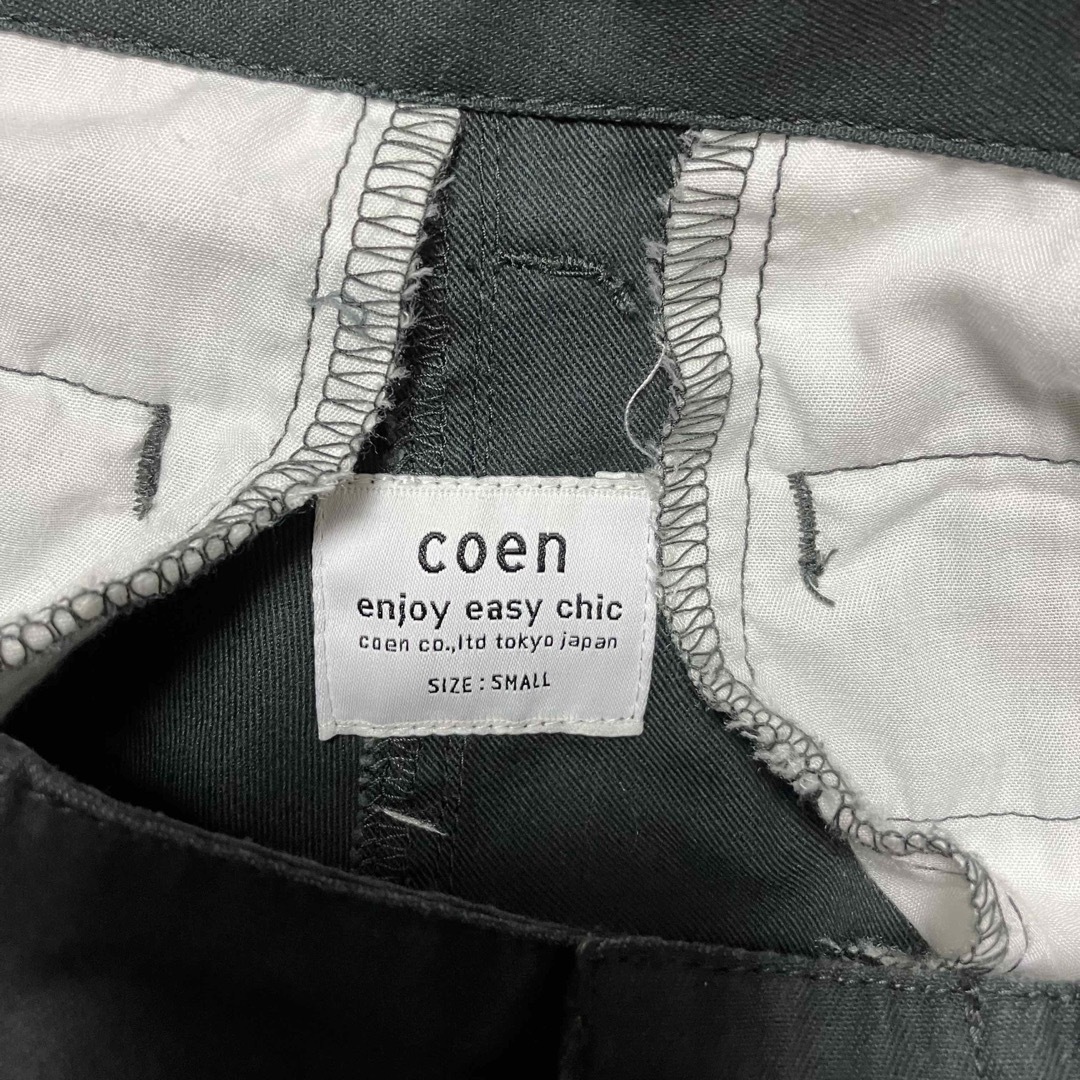 coen
enjoy easy chic
coen co.,ltd tokyo japan
SIZE : SMALL